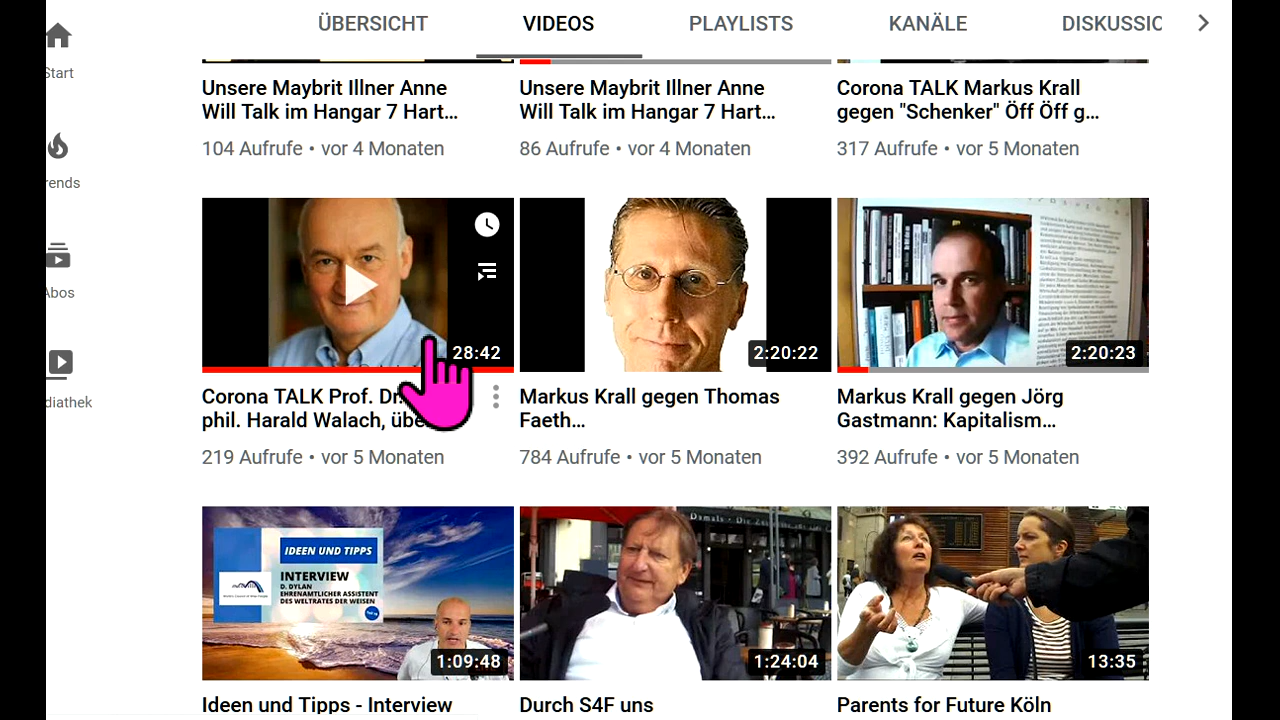 ÜBERSICHT VIDEOS PLAYLISTS KANÄLE DISKUSSIO
Start
rends
Abos
diathek
Unsere Maybrit Illner Anne
Will Talk im Hangar 7 Hart…
104 Aufrufe • vor 4 Monaten
Unsere Maybrit Illner Anne
Will Talk im Hangar 7 Hart…
86 Aufrufe • vor 4 Monaten
Corona TALK Markus Krall
gegen "Schenker" Öff Öff g…
317 Aufrufe • vor 5 Monaten
28:42
Corona TALK Prof. Dr.
phil. Harald Walach, übe
219 Aufrufe • vor 5 Monaten
2:20:22
Markus Krall gegen Thomas
Faeth…
784 Aufrufe • vor 5 Monaten
2:20:23
Markus Krall gegen Jörg
Gastmann: Kapitalism…
392 Aufrufe • vor 5 Monaten
IDEEN UND TIPPS
INTERVIEW
D. DYLAN
EHRENAMTLICHER ASSISTENT
DES WELTRATES DER WEISEN
1:09:48
Ideen und Tipps - Interview
1:24:04
Durch S4F uns
13:35
Parents for Future Köln